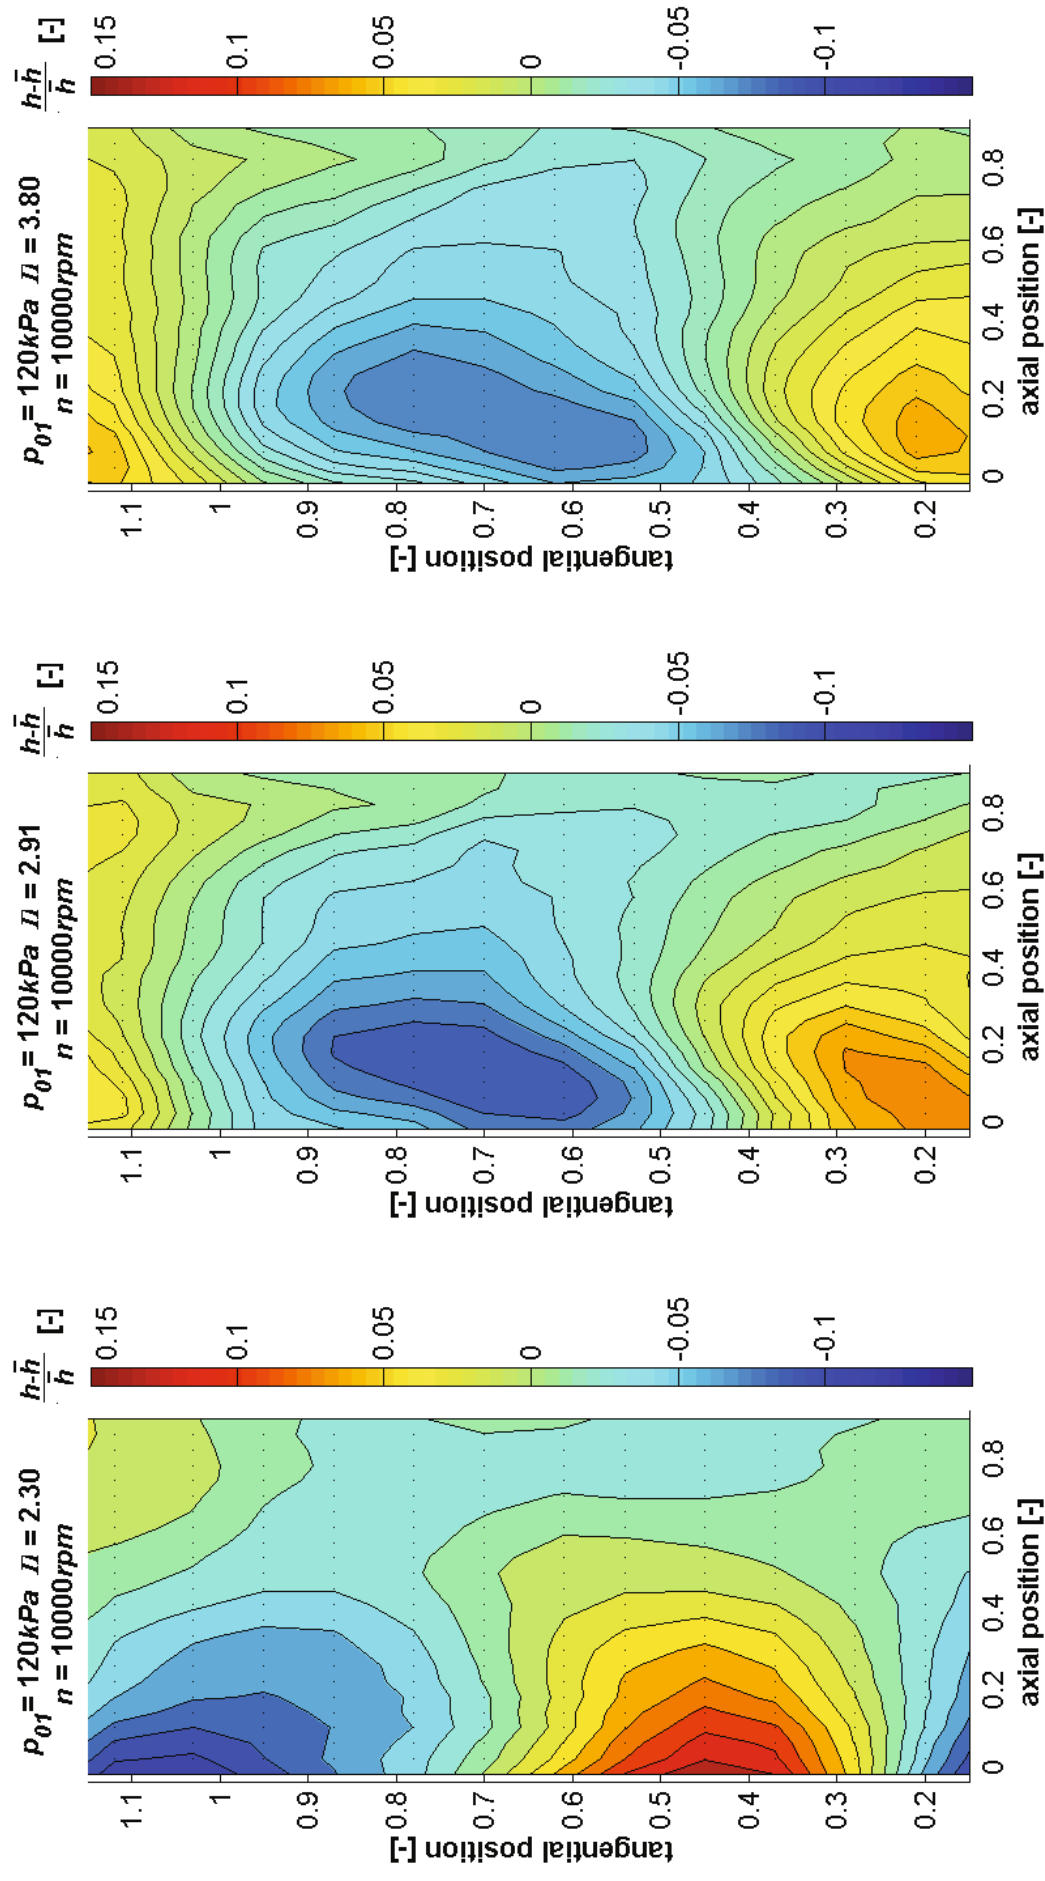 p01 = 120kPa Π = 2.30
n = 10000rpm
h-h̄
h̄
[-]
0.15
0.1
0.05
0
-0.05
-0.1
tangential position [-]
1.1
1
0.9
0.8
0.7
0.6
0.5
0.4
0.3
0.2
0 0.2 0.4 0.6 0.8
axial position [-]
p01 = 120kPa Π = 2.91
n = 10000rpm
h-h̄
h̄
[-]
0.15
0.1
0.05
0
-0.05
-0.1
tangential position [-]
1.1
1
0.9
0.8
0.7
0.6
0.5
0.4
0.3
0.2
0 0.2 0.4 0.6 0.8
axial position [-]
p01 = 120kPa Π = 3.80
n = 10000rpm
h-h̄
h̄
[-]
0.15
0.1
0.05
0
-0.05
-0.1
tangential position [-]
1.1
1
0.9
0.8
0.7
0.6
0.5
0.4
0.3
0.2
0 0.2 0.4 0.6 0.8
axial position [-]